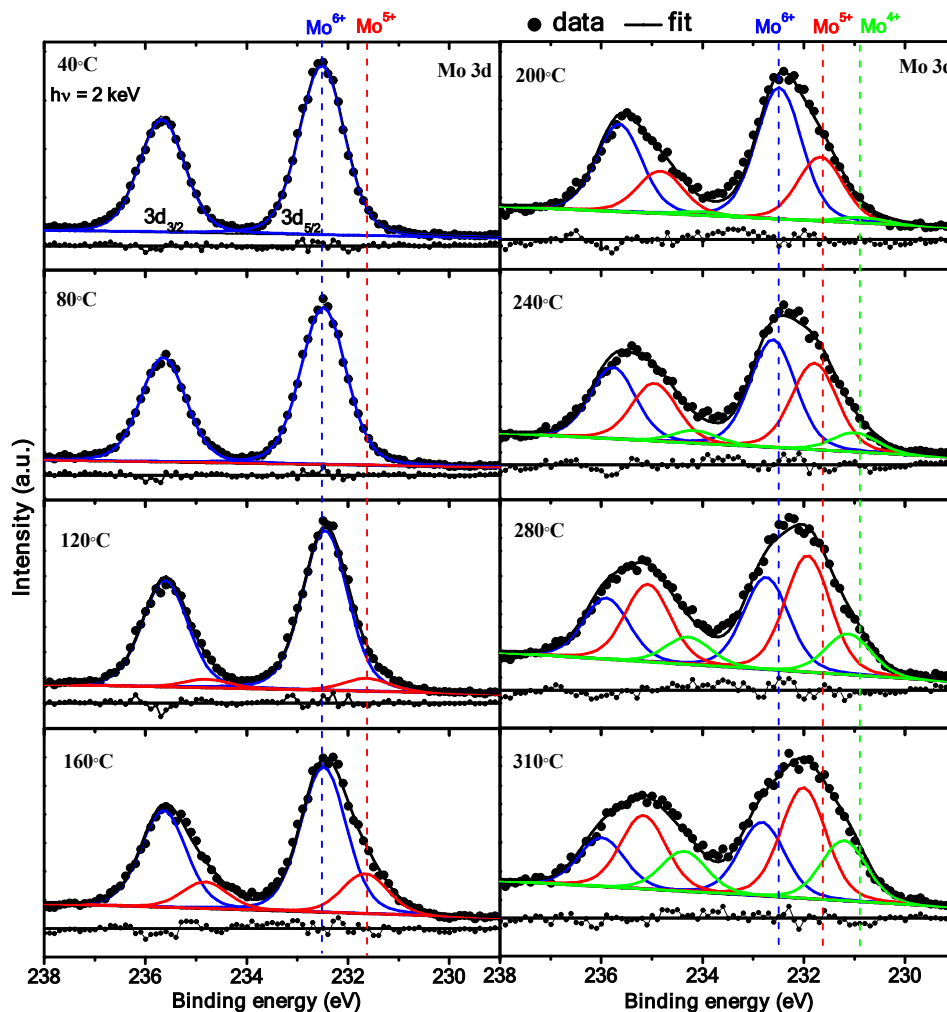 Mo6+ Mo5+
● data — fit Mo6+ Mo5+ Mo4+
40°C
Mo 3d
hν = 2 keV
3d3/2
3d5/2
80°C
120°C
160°C
238 236 234 232 230
Binding energy (eV)
Intensity (a.u.)
200°C
Mo 3d
240°C
280°C
310°C
238 236 234 232 230
Binding energy (eV)